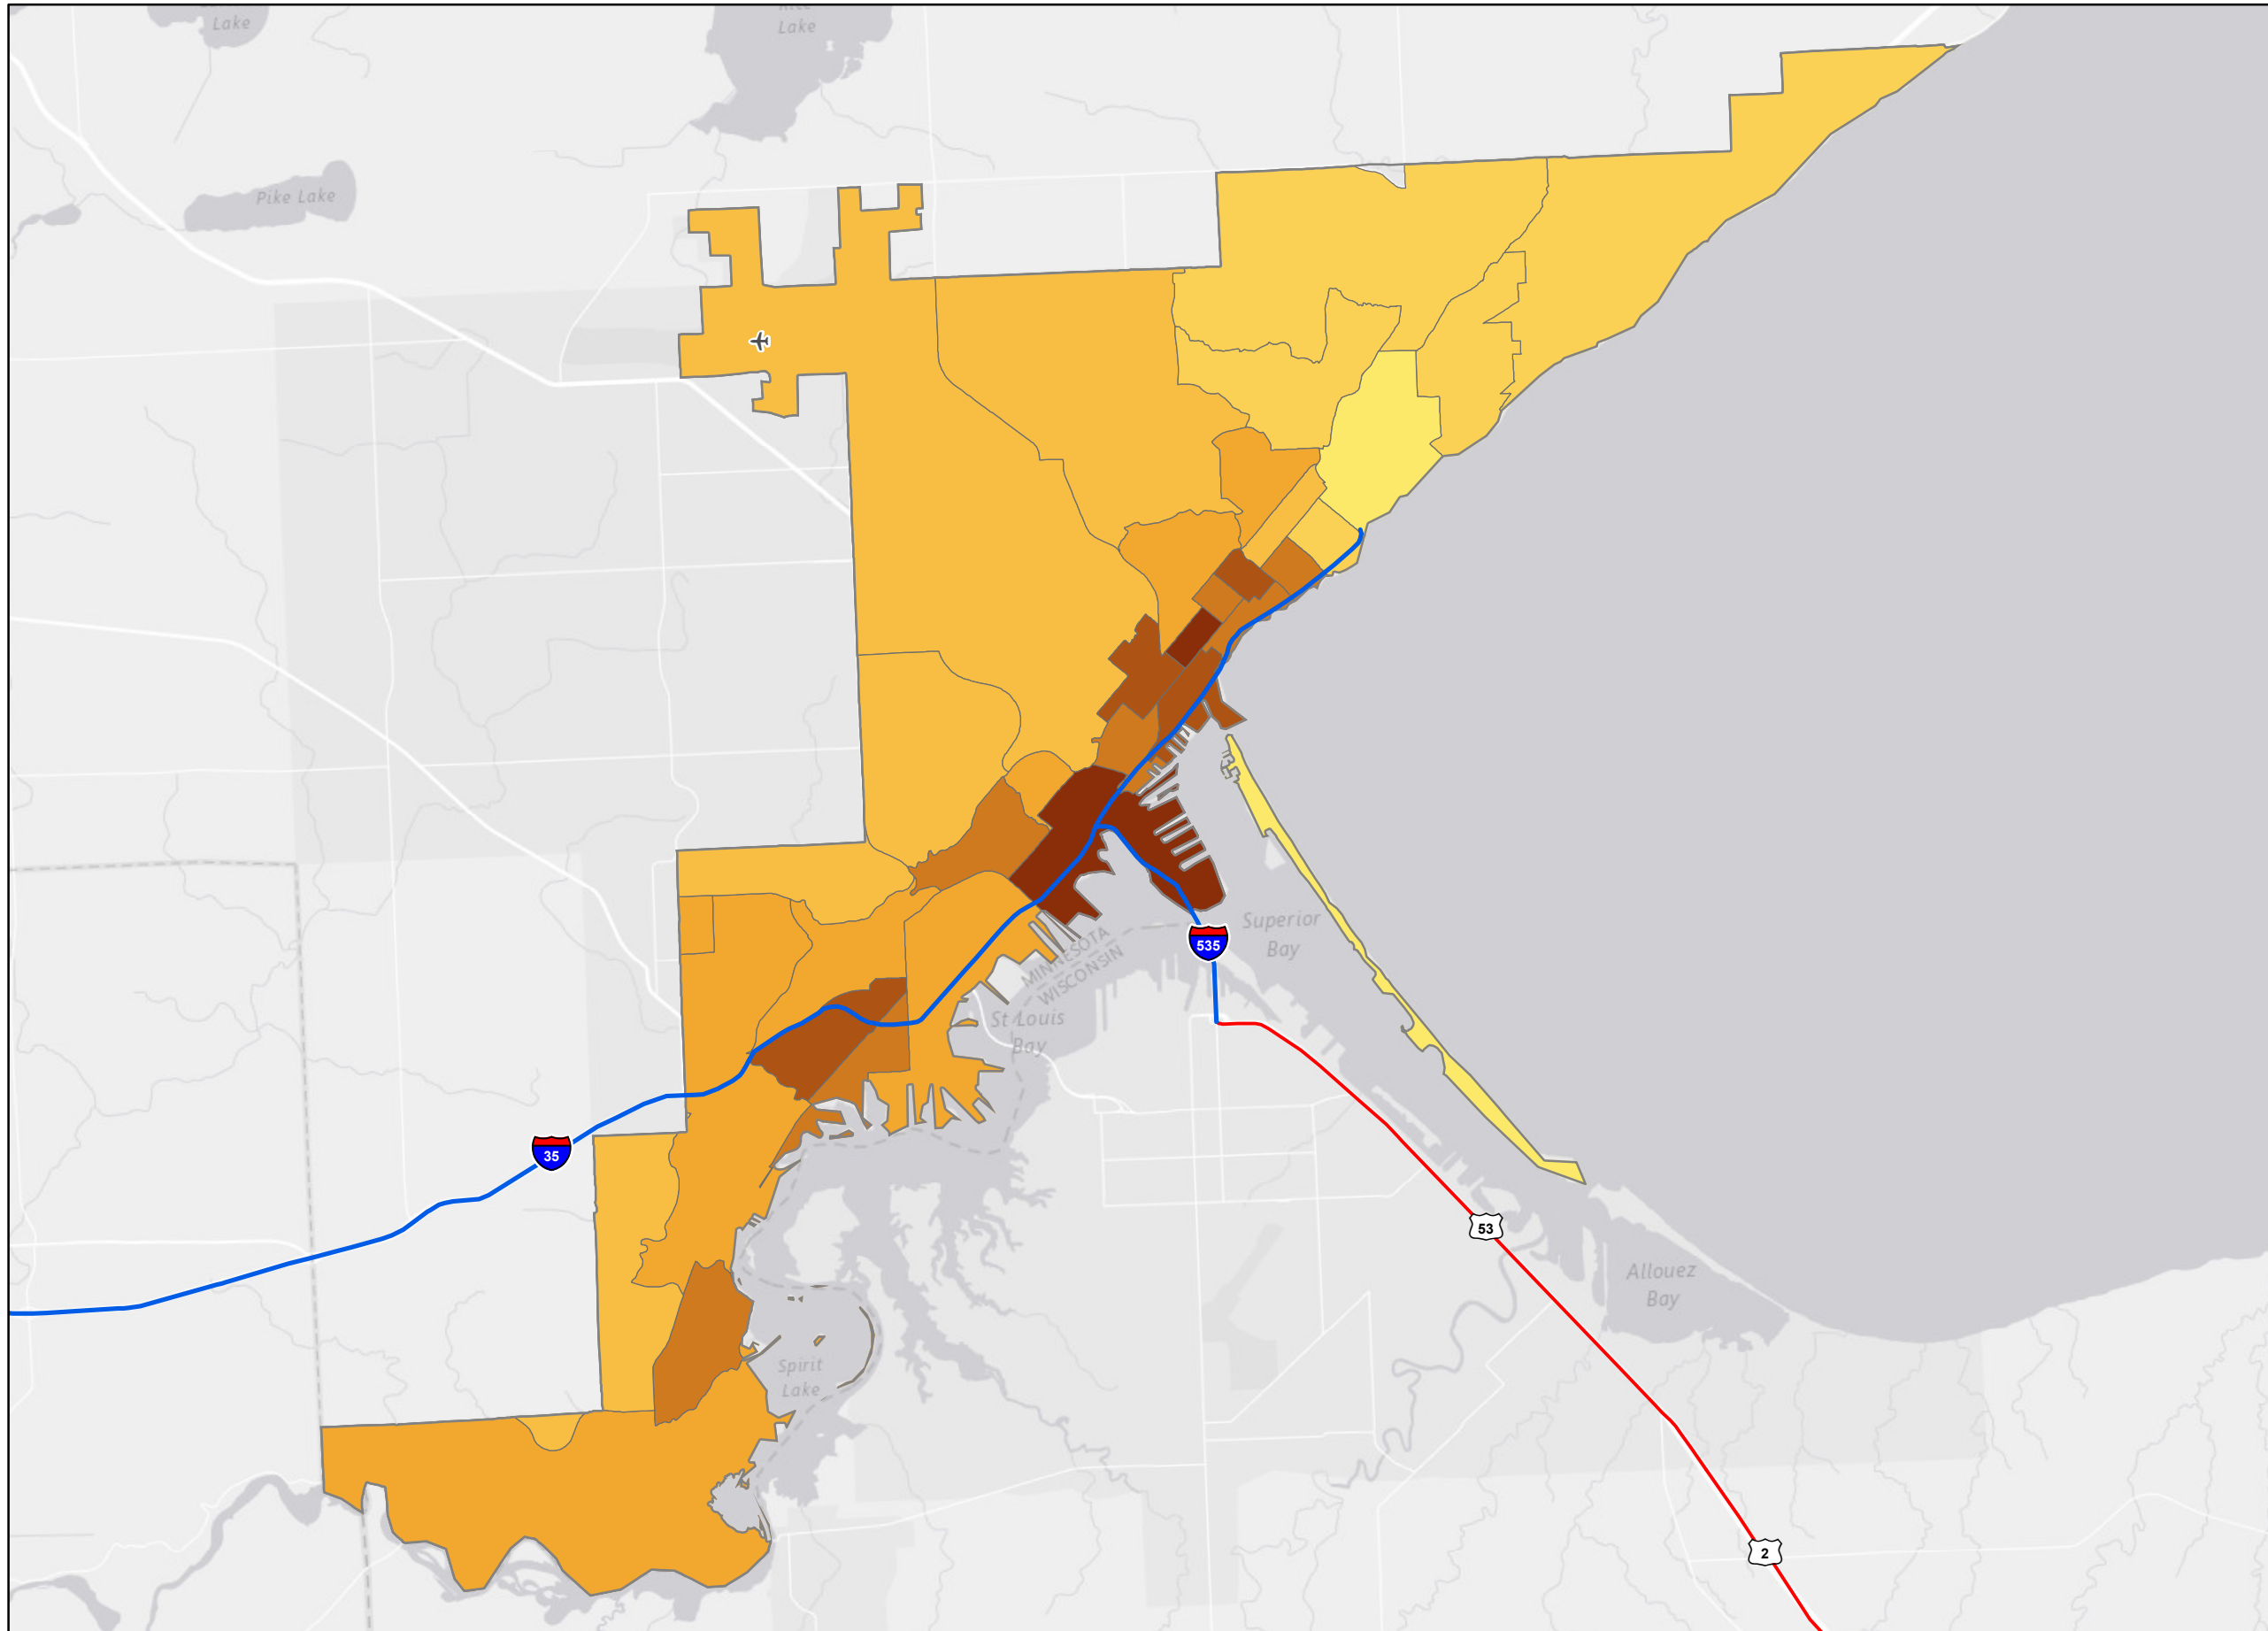 Lake
Lake
Pike Lake
Superior
Bay
535
MINNESOTA
WISCONSIN
St Louis
Bay
35
53
Allouez
Bay
Spirit
Lake
2